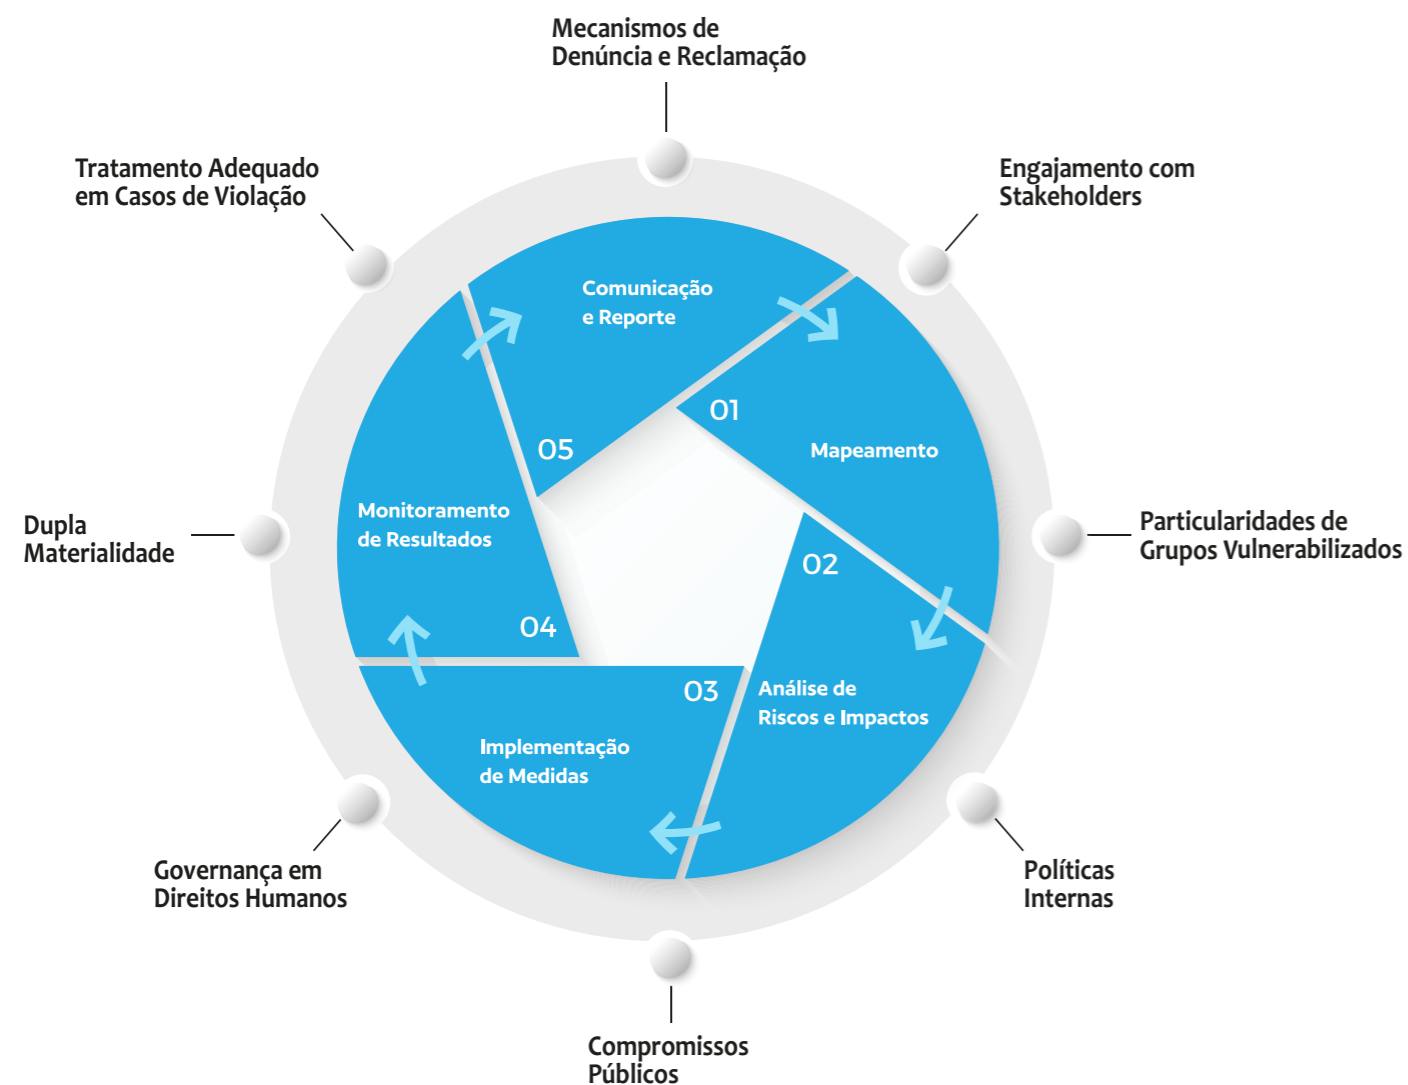 Mecanismos de
Denúncia e Reclamação
Tratamento Adequado
em Casos de Violação
Engajamento com
Stakeholders
Comunicação
e Reporte
01
05
Mapeamento
Monitoramento
de Resultados
Dupla
Materialidade
Particularidades de
Grupos Vulnerabilizados
02
04
03
Análise de
Riscos e Impactos
Implementação
de Medidas
Governança em
Direitos Humanos
Políticas
Internas
Compromissos
Públicos